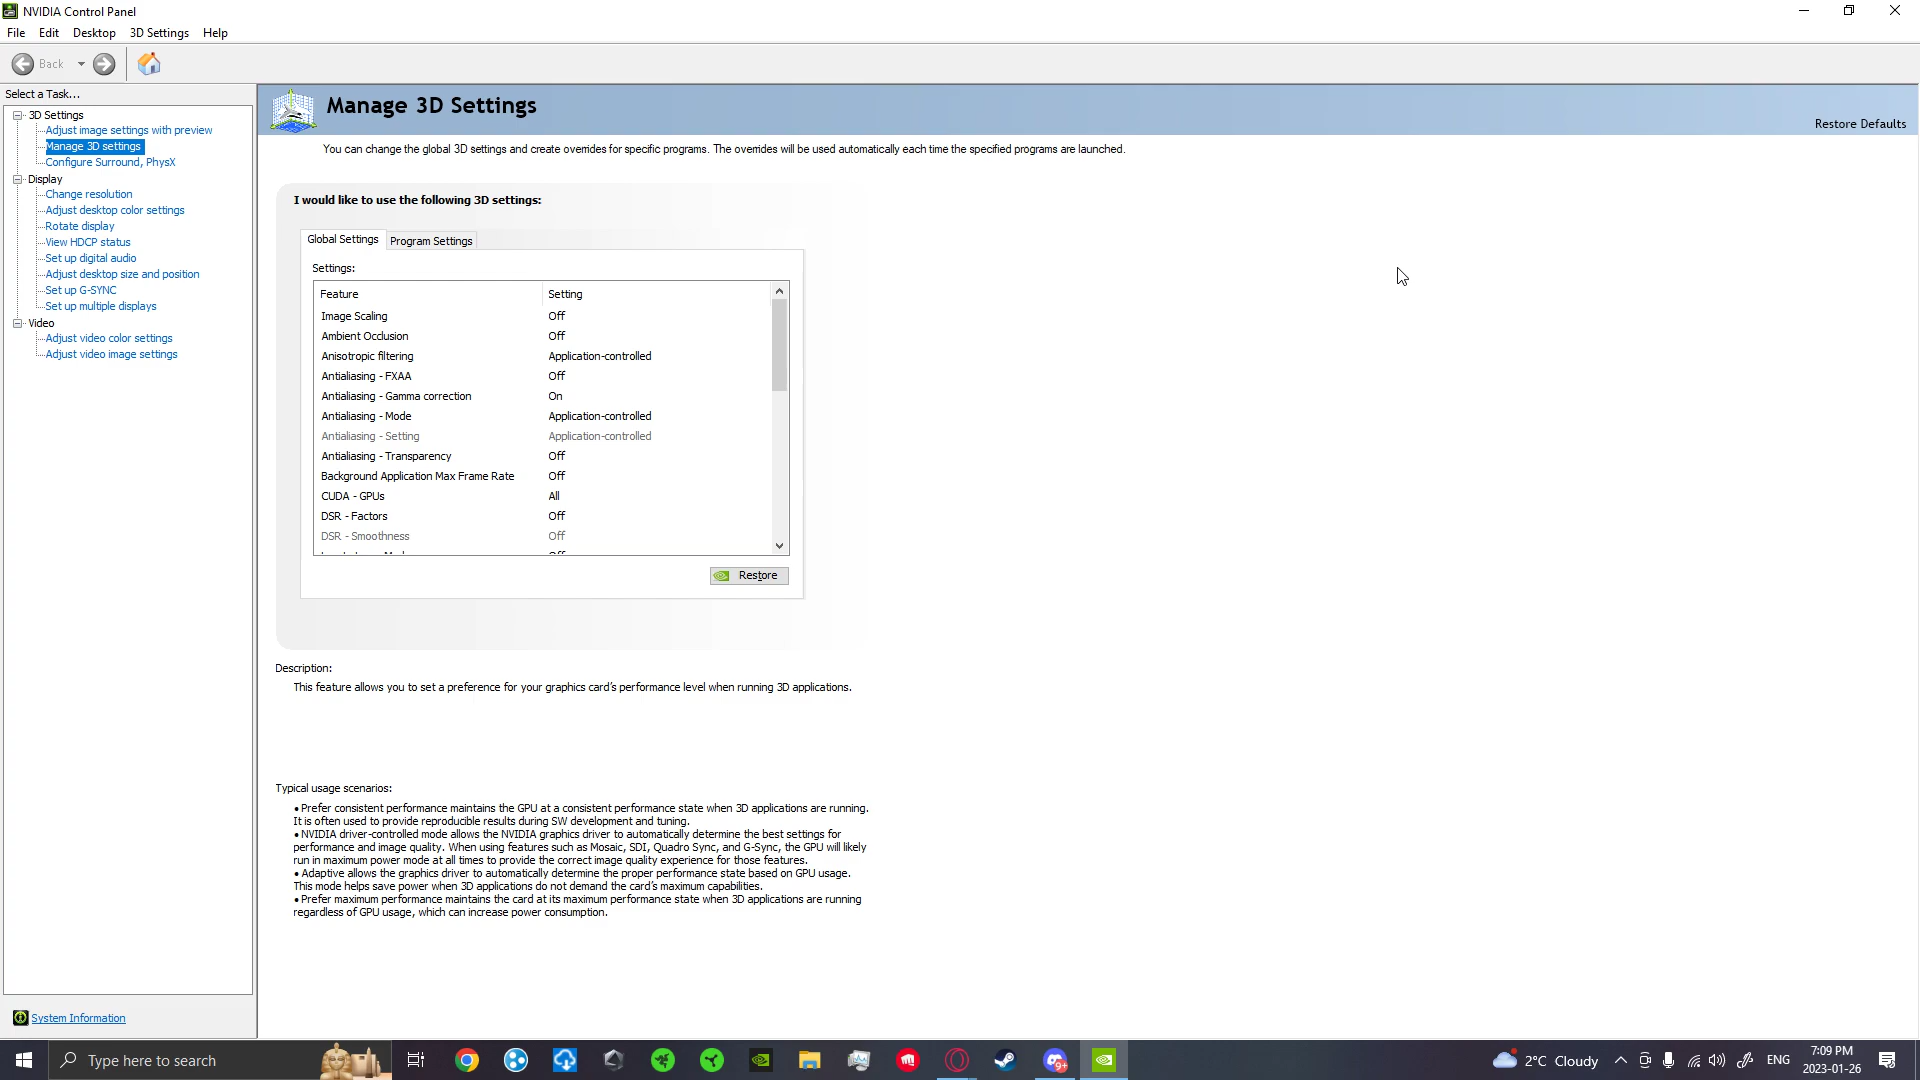 NVIDIA Control Panel
File Edit Desktop 3D Settings Help
Back
Select a Task...
3D Settings
Adjust image settings with preview
Manage 3D settings
Configure Surround, PhysX
Display
Change resolution
Adjust desktop color settings
Rotate display
View HDCP status
Set up digital audio
Adjust desktop size and position
Set up G-SYNC
Set up multiple displays
Video
Adjust video color settings
Adjust video image settings
System Information
Manage 3D Settings
Restore Defaults
You can change the global 3D settings and create overrides for specific programs. The overrides will be used automatically each time the specified programs are launched.
I would like to use the following 3D settings:
Global Settings Program Settings
Settings:
Feature Setting
Image Scaling Off
Ambient Occlusion Off
Anisotropic filtering Application-controlled
Antialiasing - FXAA Off
Antialiasing - Gamma correction On
Antialiasing - Mode Application-controlled
Antialiasing - Setting Application-controlled
Antialiasing - Transparency Off
Background Application Max Frame Rate Off
CUDA - GPUs All
DSR - Factors Off
DSR - Smoothness Off
Restore
Description:
This feature allows you to set a preference for your graphics card's performance level when running 3D applications.
Typical usage scenarios:
• Prefer consistent performance maintains the GPU at a consistent performance state when 3D applications are running.
It is often used to provide reproducible results during SW development and tuning.
• NVIDIA driver-controlled mode allows the NVIDIA graphics driver to automatically determine the best settings for
performance and image quality. When using features such as Mosaic, SDI, Quadro Sync, and G-Sync, the GPU will likely
run in maximum power mode at all times to provide the correct image quality experience for those features.
• Adaptive allows the graphics driver to automatically determine the proper performance state based on GPU usage.
This mode helps save power when 3D applications do not demand the card's maximum capabilities.
• Prefer maximum performance maintains the card at its maximum performance state when 3D applications are running
regardless of GPU usage, which can increase power consumption.
Type here to search
9+
2°C Cloudy
ENG
7:09 PM
2023-01-26